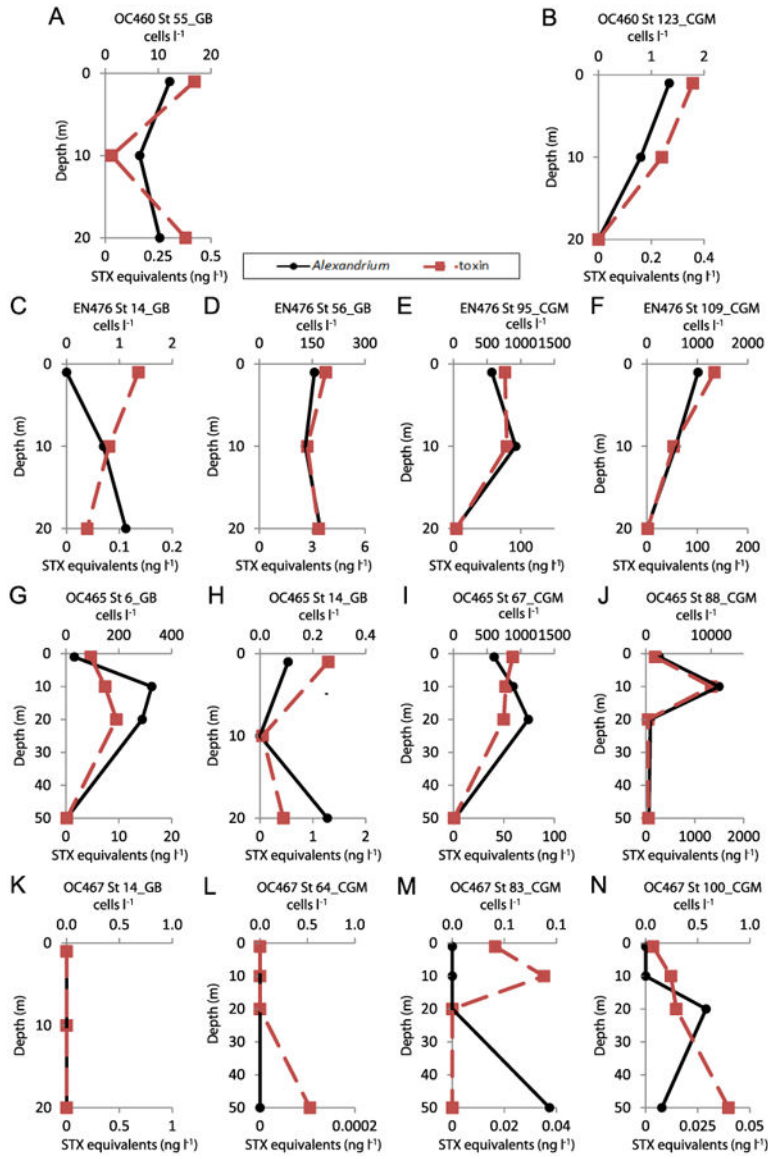 A
OC460 St 55_GB
cells l⁻¹
0 10 20
Depth (m)
0
10
20
0 0.25 0.5
STX equivalents (ng l⁻¹)
B
OC460 St 123_CGM
cells l⁻¹
0 1 2
Depth (m)
0
10
20
0 0.2 0.4
STX equivalents (ng l⁻¹)
Alexandrium toxin
C
EN476 St 14_GB
cells l⁻¹
0 1 2
Depth (m)
0
10
20
0 0.1 0.2
STX equivalents (ng l⁻¹)
D
EN476 St 56_GB
cells l⁻¹
0 150 300
Depth (m)
0
10
20
3 6
STX equivalents (ng l⁻¹)
E
EN476 St 95_CGM
cells l⁻¹
0 500 1000 1500
Depth (m)
0
10
20
0 100
STX equivalents (ng l⁻¹)
F
EN476 St 109_CGM
cells l⁻¹
0 1000 2000
Depth (m)
0
10
20
0 100 200
STX equivalents (ng l⁻¹)
G
OC465 St 6_GB
cells l⁻¹
0 200 400
Depth (m)
0
10
20
30
40
50
0 10 20
STX equivalents (ng l⁻¹)
H
OC465 St 14_GB
cells l⁻¹
0.0 0.2 0.4
Depth (m)
0
10
20
0 1 2
STX equivalents (ng l⁻¹)
I
OC465 St 67_CGM
cells l⁻¹
0 500 1000 1500
Depth (m)
0
10
20
30
40
50
0 50 100
STX equivalents (ng l⁻¹)
J
OC465 St 88_CGM
cells l⁻¹
0 10000
Depth (m)
0
10
20
30
40
50
0 1000 2000
STX equivalents (ng l⁻¹)
K
OC467 St 14_GB
cells l⁻¹
0.0 0.5 1.0
Depth (m)
0
10
20
0 0.5 1
STX equivalents (ng l⁻¹)
L
OC467 St 64_CGM
cells l⁻¹
0.0 0.5 1.0
Depth (m)
0
10
20
30
40
50
0 0.0002
STX equivalents (ng l⁻¹)
M
OC467 St 83_CGM
cells l⁻¹
0.0 0.1 0.1
Depth (m)
0
10
20
30
40
50
0 0.02 0.04
STX equivalents (ng l⁻¹)
N
OC467 St 100_CGM
cells l⁻¹
0.0 0.5 1.0
Depth (m)
0
10
20
30
40
50
0 0.025 0.05
STX equivalents (ng l⁻¹)